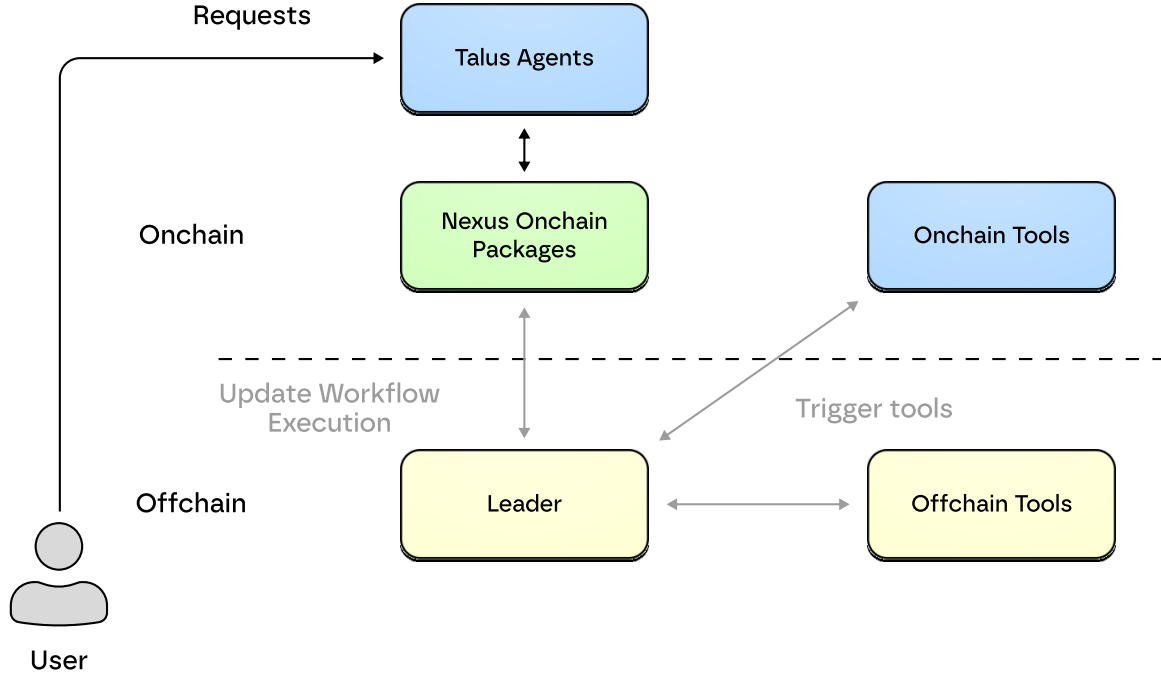 Requests
Talus Agents
Onchain
Nexus Onchain
Packages
Onchain Tools
Update Workflow
Execution
Trigger tools
Offchain
Leader
Offchain Tools
User